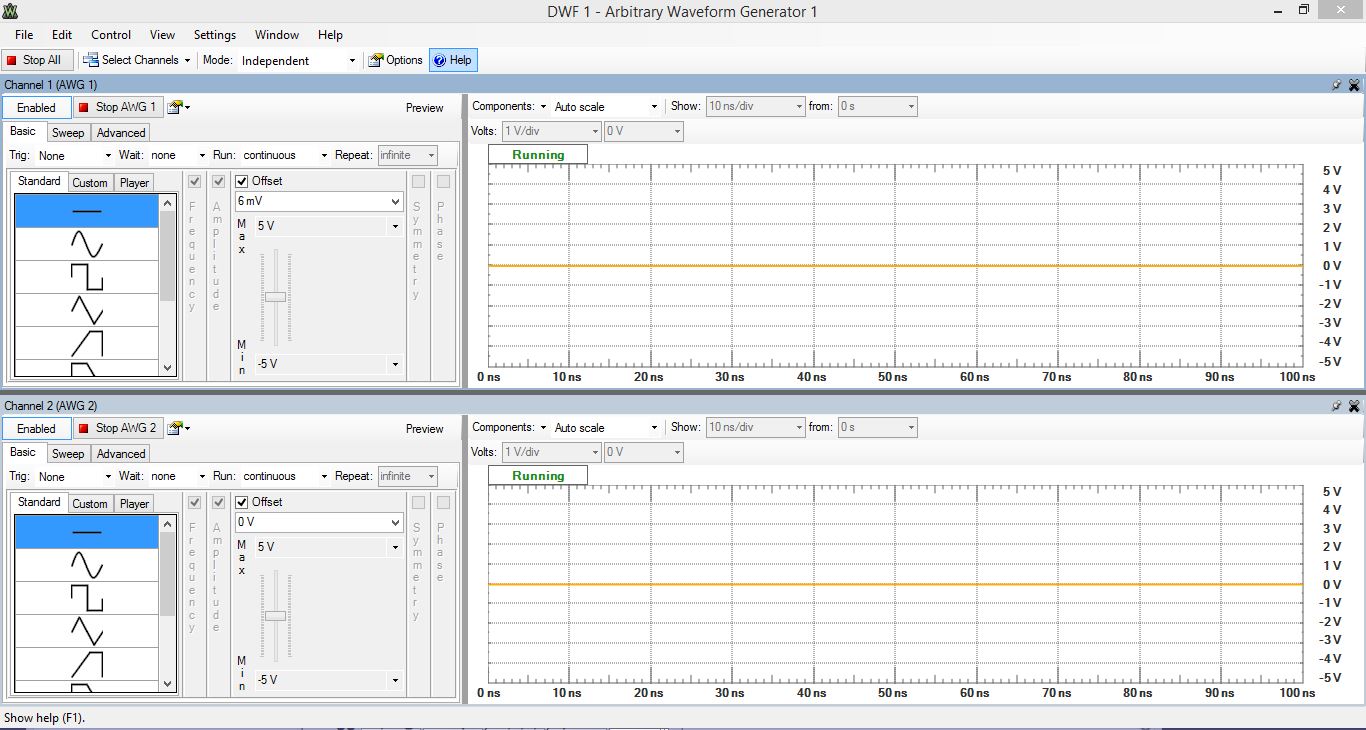 DWF 1 - Arbitrary Waveform Generator 1
File Edit Control View Settings Window Help
Stop All Select Channels Mode: Independent Options Help
Channel 1 (AWG 1)
Enabled Stop AWG 1 Preview
Components: Auto scale Show: 10 ns/div from: 0 s
Basic Sweep Advanced
Volts: 1 V/div 0 V
Trig: None Wait: none Run: continuous Repeat: infinite
Running
Standard Custom Player
Frequency
Amplitude
Offset
6 mV
Max 5 V
Min -5 V
Symmetry
Phase
5 V
4 V
3 V
2 V
1 V
0 V
-1 V
-2 V
-3 V
-4 V
-5 V
0 ns 10 ns 20 ns 30 ns 40 ns 50 ns 60 ns 70 ns 80 ns 90 ns 100 ns
Channel 2 (AWG 2)
Enabled Stop AWG 2 Preview
Components: Auto scale Show: 10 ns/div from: 0 s
Basic Sweep Advanced
Volts: 1 V/div 0 V
Trig: None Wait: none Run: continuous Repeat: infinite
Running
Standard Custom Player
Frequency
Amplitude
Offset
0 V
Max 5 V
Min -5 V
Symmetry
Phase
5 V
4 V
3 V
2 V
1 V
0 V
-1 V
-2 V
-3 V
-4 V
-5 V
0 ns 10 ns 20 ns 30 ns 40 ns 50 ns 60 ns 70 ns 80 ns 90 ns 100 ns
Show help (F1).